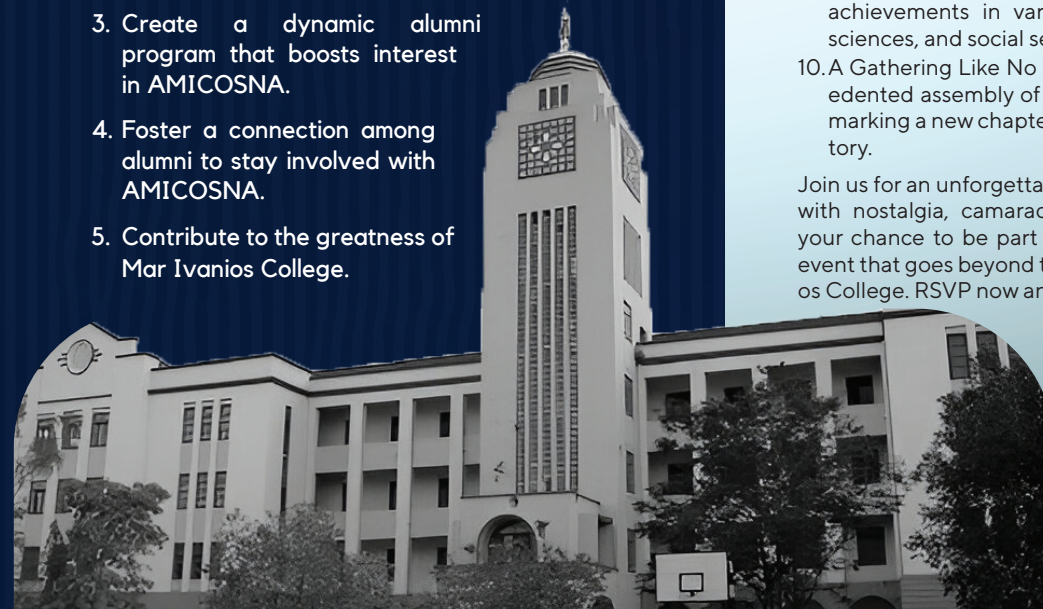 3. Create a dynamic alumni
program that boosts interest
in AMICOSNA.
4. Foster a connection among
alumni to stay involved with
AMICOSNA.
5. Contribute to the greatness of
Mar Ivanios College.
achievements in var
sciences, and social se
10. A Gathering Like No
edented assembly of
marking a new chapte
tory.
Join us for an unforgetta
with nostalgia, camarad
your chance to be part
event that goes beyond t
os College. RSVP now an